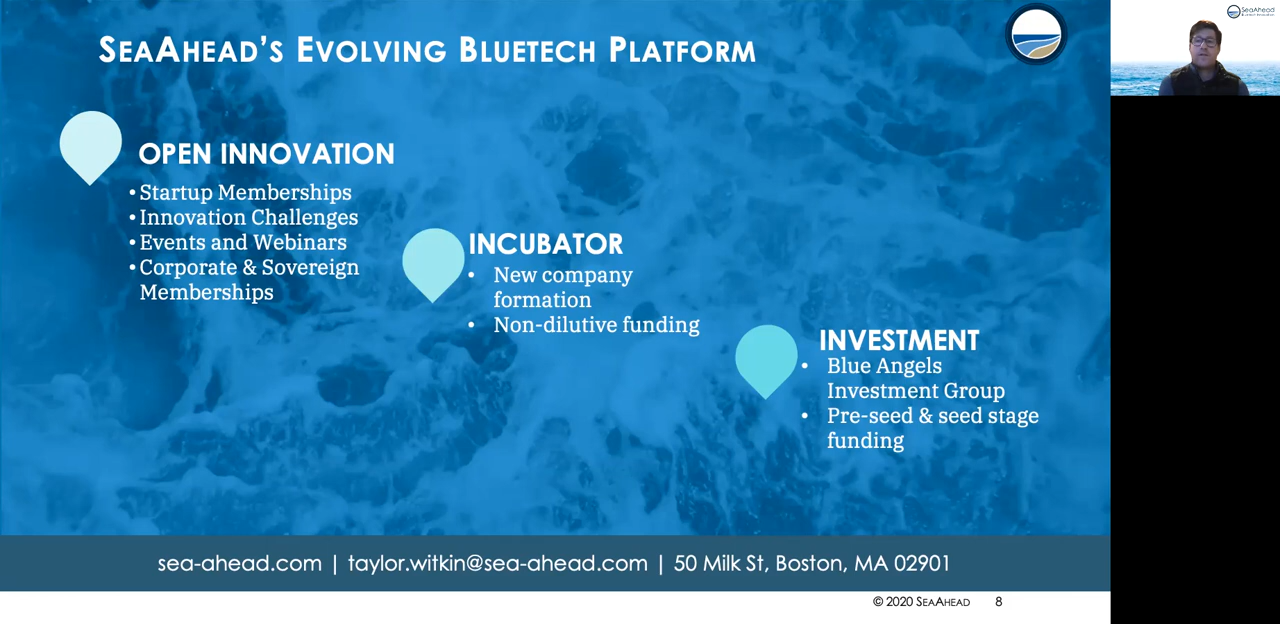 SeaAhead's Evolving Bluetech Platform
OPEN INNOVATION
• Startup Memberships
• Innovation Challenges
• Events and Webinars
• Corporate & Sovereign
Memberships
INCUBATOR
• New company
formation
• Non-dilutive funding
INVESTMENT
• Blue Angels
Investment Group
• Pre-seed & seed stage
funding
sea-ahead.com | taylor.witkin@sea-ahead.com | 50 Milk St, Boston, MA 02901
© 2020 SeaAhead 8
SeaAhead